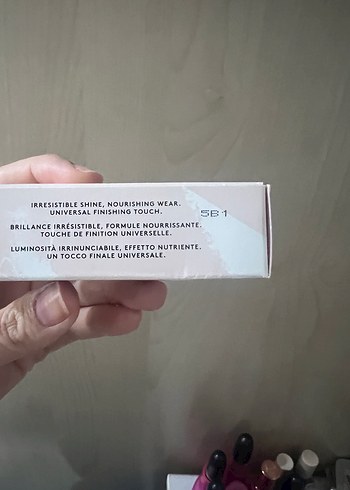 IRRESISTIBLE SHINE, NOURISHING WEAR.
UNIVERSAL FINISHING TOUCH.
5B1
BRILLANCE IRRÉSISTIBLE, FORMULE NOURRISSANTE.
TOUCHE DE FINITION UNIVERSELLE.
LUMINOSITÀ IRRINUNCIABILE, EFFETTO NUTRIENTE.
UN TOCCO FINALE UNIVERSALE.